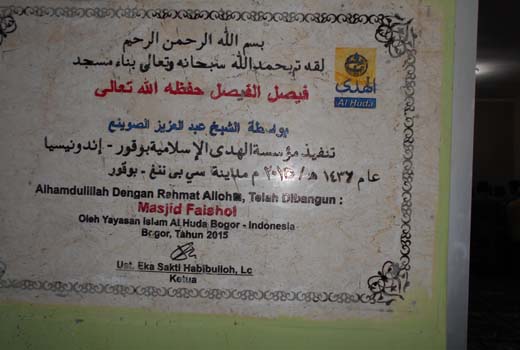 بسم الله الرحمن الرحيم
لقد تم بحمد الله سبحانه وتعالى بناء مسجد
فيصل الفيصل حفظه الله تعالى
الهدى
Al Huda
بواسطة الشيخ عبد العزيز الصوينع
تنفيذ مؤسسة الهدى الإسلامية بوقور - إندونيسيا
عام ١٤٣٦ هـ / ٢٠١٥ م مدينة سي بي ننغ - بوقور
Alhamdulillah Dengan Rahmat Alloh, Telah Dibangun :
Masjid Faishol
Oleh Yayasan Islam Al Huda Bogor - Indonesia
Bogor, Tahun 2015
Ust. Eka Sakti Habibulloh, Lc
Ketua